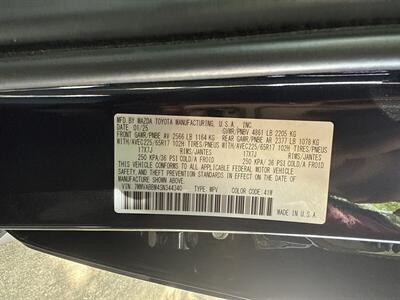 MFD BY MAZDA TOYOTA MANUFACTURING, U.S.A., INC.
DATE 01/25 GVWR/PNBV 4861 LB 2205 KG
FRONT GAWR/PNBE AV 2566 LB 1164 KG REAR GAWR/PNBE AR 2377 LB 1078 KG
WITH/AVEC225/65R17 102H TIRES/PNEUS WITH/AVEC225/65R17 102H TIRES/PNEUS
17X7J RIMS/JANTES 17X7J RIMS/JANTES
250 KPA/36 PSI COLD/A FROID 250 KPA/36 PSI COLD/A FROID
THIS VEHICLE CONFORMS TO ALL APPLICABLE FEDERAL MOTOR VEHICLE
SAFETY AND THEFT PREVENTION STANDARDS IN EFFECT ON THE DATE OF
MANUFACTURE SHOWN ABOVE.
VIN: 7MMVABBM4SN344340 TYPE: MPV COLOR CODE: 41W
MADE IN U.S.A.